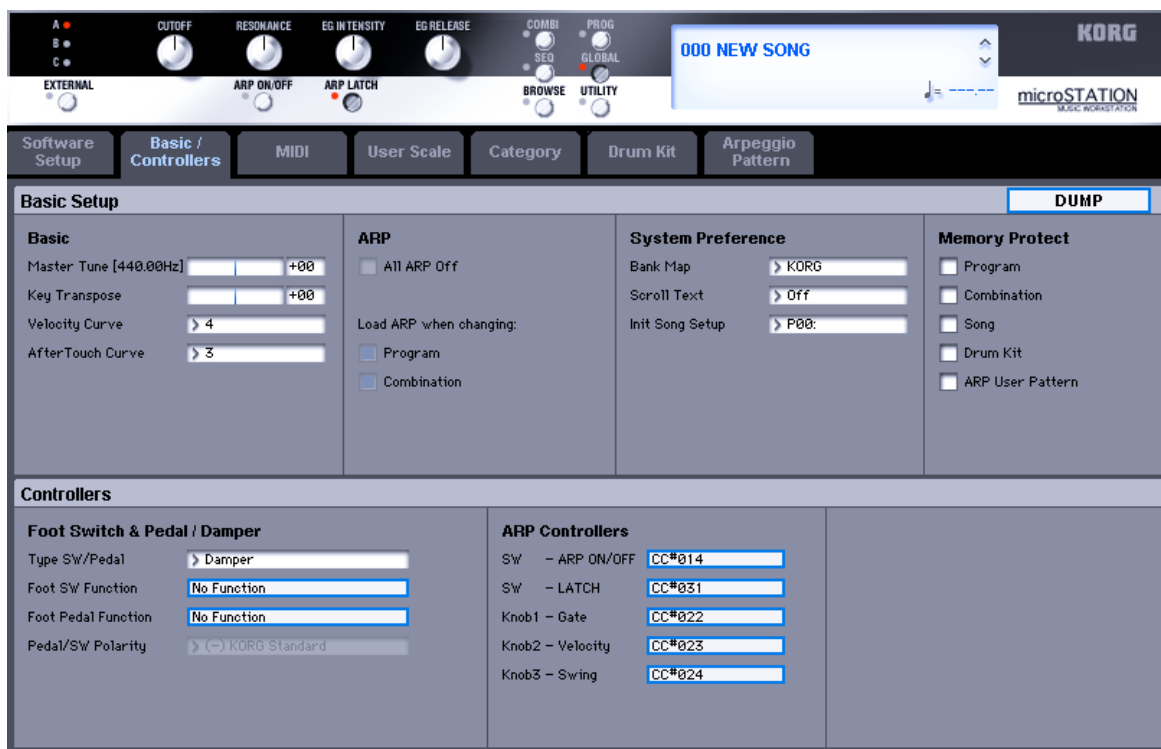 A
B
C
CUTOFF RESONANCE EG INTENSITY EG RELEASE
COMBI PROG
SEQ GLOBAL
BROWSE UTILITY
EXTERNAL ARP ON/OFF ARP LATCH
000 NEW SONG
♩= ---.--
KORG
microSTATION
MUSIC WORKSTATION
Software Setup
Basic / Controllers
MIDI
User Scale
Category
Drum Kit
Arpeggio Pattern
Basic Setup
DUMP
Basic
Master Tune [440.00Hz] +00
Key Transpose +00
Velocity Curve > 4
AfterTouch Curve > 3
ARP
All ARP Off
Load ARP when changing:
Program
Combination
System Preference
Bank Map > KORG
Scroll Text > Off
Init Song Setup > P00:
Memory Protect
Program
Combination
Song
Drum Kit
ARP User Pattern
Controllers
Foot Switch & Pedal / Damper
Type SW/Pedal > Damper
Foot SW Function No Function
Foot Pedal Function No Function
Pedal/SW Polarity > (-) KORG Standard
ARP Controllers
SW - ARP ON/OFF CC#014
SW - LATCH CC#031
Knob1 - Gate CC#022
Knob2 - Velocity CC#023
Knob3 - Swing CC#024